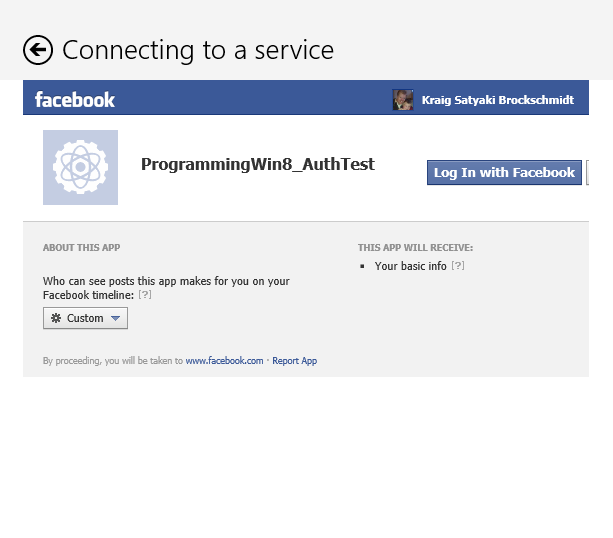 Connecting to a service
facebook
Kraig Satyaki Brockschmidt
ProgrammingWin8_AuthTest
Log In with Facebook
ABOUT THIS APP
Who can see posts this app makes for you on your
Facebook timeline: [?]
Custom
By proceeding, you will be taken to www.facebook.com · Report App
THIS APP WILL RECEIVE:
Your basic info [?]